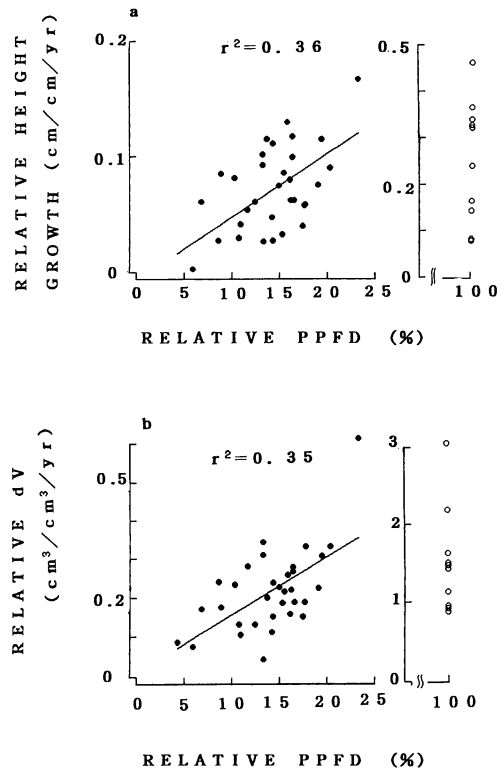 a
r²=0.36
RELATIVE HEIGHT
GROWTH (cm/cm/yr)
0.2
0.1
0
0 5 10 15 20 25
0.5
0.2
0
100
RELATIVE PPFD (%)
b
r²=0.35
RELATIVE dV
(cm³/cm³/yr)
0.5
0.2
0
0 5 10 15 20 25
3
2
1
0
100
RELATIVE PPFD (%)